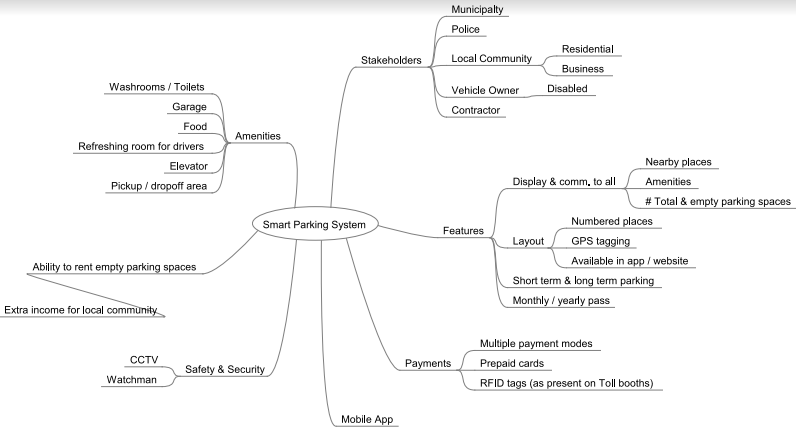 Municipalty
Police
Stakeholders
Local Community
Residential
Business
Vehicle Owner
Disabled
Contractor
Washrooms / Toilets
Garage
Food
Amenities
Refreshing room for drivers
Elevator
Pickup / dropoff area
Smart Parking System
Features
Display & comm. to all
Nearby places
Amenities
# Total & empty parking spaces
Layout
Numbered places
GPS tagging
Available in app / website
Short term & long term parking
Monthly / yearly pass
Ability to rent empty parking spaces
Extra income for local community
Safety & Security
CCTV
Watchman
Payments
Multiple payment modes
Prepaid cards
RFID tags (as present on Toll booths)
Mobile App